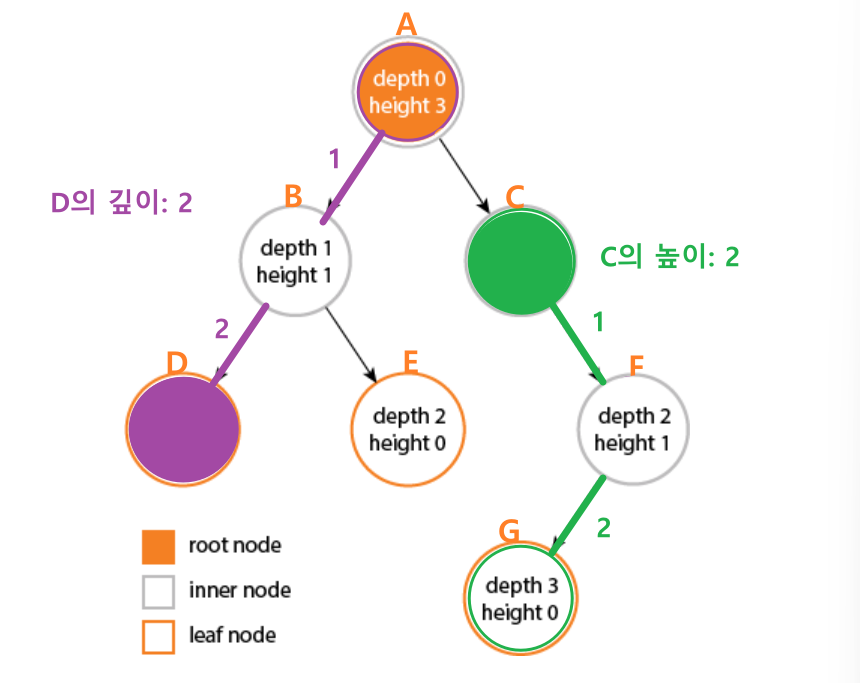 A
depth 0
height 3
1
D의 깊이: 2
B
C
depth 1
height 1
C의 높이: 2
2
1
D
E
F
depth 2
height 0
depth 2
height 1
G
2
depth 3
height 0
root node
inner node
leaf node